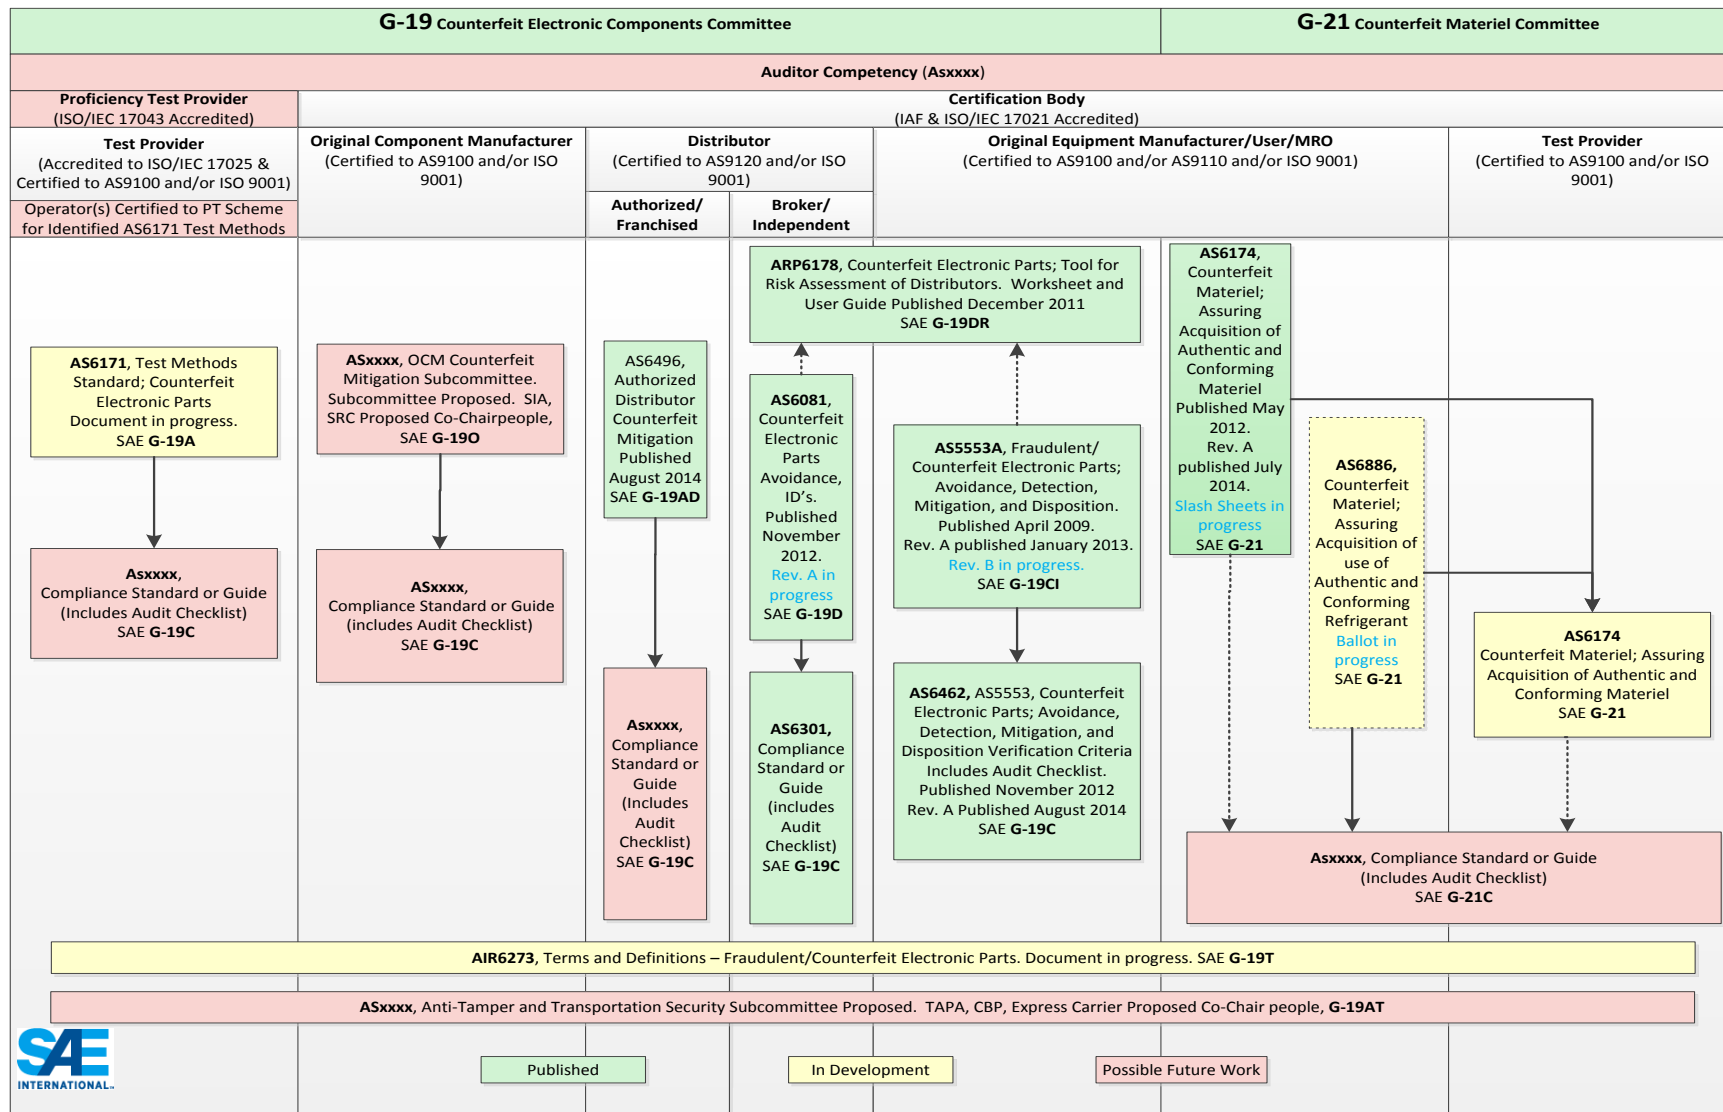 G-19 Counterfeit Electronic Components Committee
G-21 Counterfeit Materiel Committee
Auditor Competency (Asxxxx)
Proficiency Test Provider
(ISO/IEC 17043 Accredited)
Certification Body
(IAF & ISO/IEC 17021 Accredited)
Test Provider
(Accredited to ISO/IEC 17025 &
Certified to AS9100 and/or ISO 9001)
Operator(s) Certified to PT Scheme
for Identified AS6171 Test Methods
Original Component Manufacturer
(Certified to AS9100 and/or ISO
9001)
Distributor
(Certified to AS9120 and/or ISO
9001)
Authorized/
Franchised
Broker/
Independent
Original Equipment Manufacturer/User/MRO
(Certified to AS9100 and/or AS9110 and/or ISO 9001)
Test Provider
(Certified to AS9100 and/or ISO
9001)
AS6171, Test Methods
Standard; Counterfeit
Electronic Parts
Document in progress.
SAE G-19A
Asxxxx,
Compliance Standard or Guide
(Includes Audit Checklist)
SAE G-19C
ASxxxx, OCM Counterfeit
Mitigation Subcommittee.
Subcommittee Proposed. SIA,
SRC Proposed Co-Chairpeople,
SAE G-19O
ASxxxx,
Compliance Standard or Guide
(includes Audit Checklist)
SAE G-19C
AS6496,
Authorized
Distributor
Counterfeit
Mitigation
Published
August 2014
SAE G-19AD
Asxxxx,
Compliance
Standard or
Guide
(Includes
Audit
Checklist)
SAE G-19C
ARP6178, Counterfeit Electronic Parts; Tool for
Risk Assessment of Distributors. Worksheet and
User Guide Published December 2011
SAE G-19DR
AS6081,
Counterfeit
Electronic
Parts
Avoidance,
ID’s.
Published
November
2012.
Rev. A in
progress
SAE G-19D
AS6301,
Compliance
Standard or
Guide
(includes
Audit
Checklist)
SAE G-19C
AS5553A, Fraudulent/
Counterfeit Electronic Parts;
Avoidance, Detection,
Mitigation, and Disposition.
Published April 2009.
Rev. A published January 2013.
Rev. B in progress.
SAE G-19CI
AS6462, AS5553, Counterfeit
Electronic Parts; Avoidance,
Detection, Mitigation, and
Disposition Verification Criteria
Includes Audit Checklist.
Published November 2012
Rev. A Published August 2014
SAE G-19C
AS6174,
Counterfeit
Materiel;
Assuring
Acquisition of
Authentic and
Conforming
Materiel
Published May
2012.
Rev. A
published July
2014.
Slash Sheets in
progress
SAE G-21
AS6886,
Counterfeit
Materiel;
Assuring
Acquisition of
use of
Authentic and
Conforming
Refrigerant
Ballot in
progress
SAE G-21
AS6174
Counterfeit Materiel; Assuring
Acquisition of Authentic and
Conforming Materiel
SAE G-21
Asxxxx, Compliance Standard or Guide
(Includes Audit Checklist)
SAE G-21C
AIR6273, Terms and Definitions – Fraudulent/Counterfeit Electronic Parts. Document in progress. SAE G-19T
ASxxxx, Anti-Tamper and Transportation Security Subcommittee Proposed. TAPA, CBP, Express Carrier Proposed Co-Chair people, G-19AT
SAE
INTERNATIONAL
Published
In Development
Possible Future Work